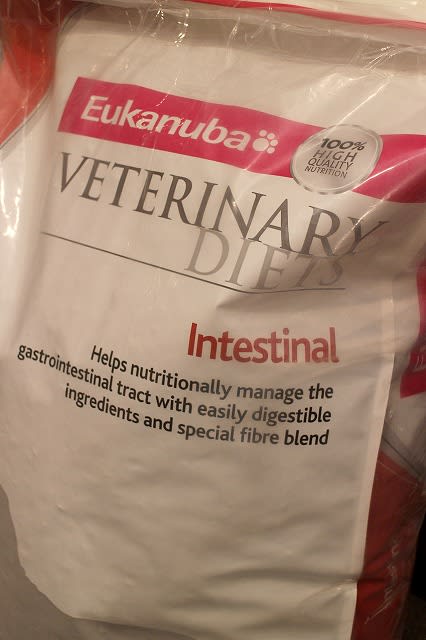 Eukanuba
100%
HIGH
QUALITY
NUTRITION
VETERINARY
DIETS
Intestinal
Helps nutritionally manage the
gastrointestinal tract with easily digestible
ingredients and special fibre blend